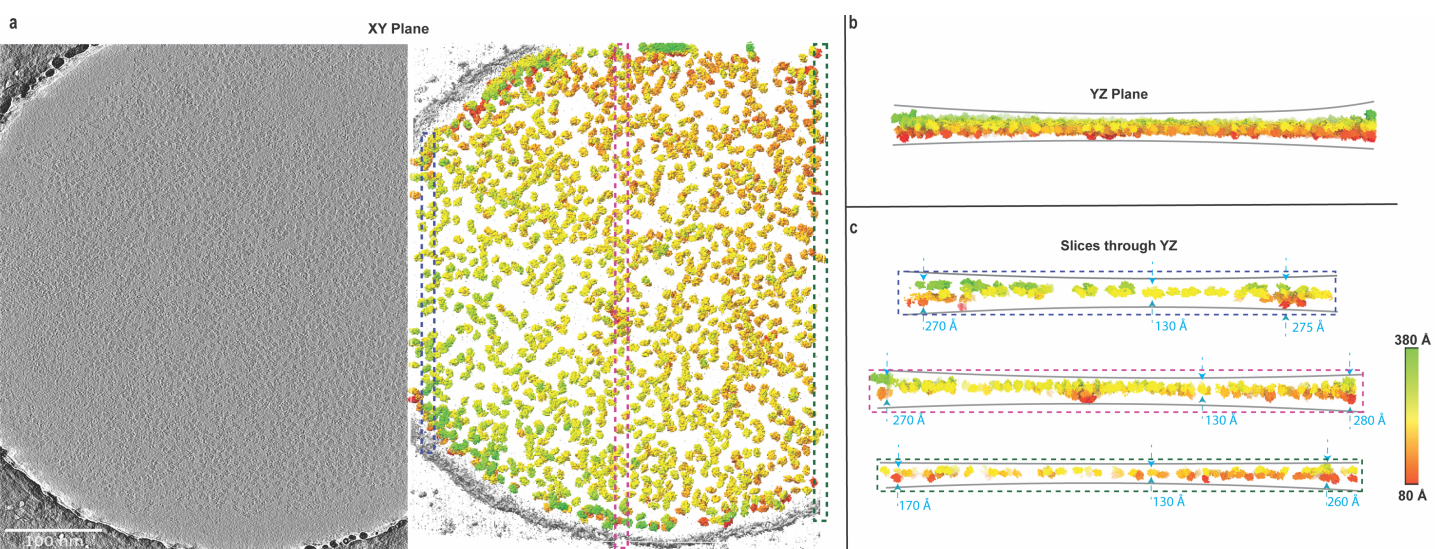 a
XY Plane
100 nm
b
YZ Plane
c
Slices through YZ
270 Å
130 Å
275 Å
380 Å
270 Å
130 Å
280 Å
80 Å
170 Å
130 Å
260 Å